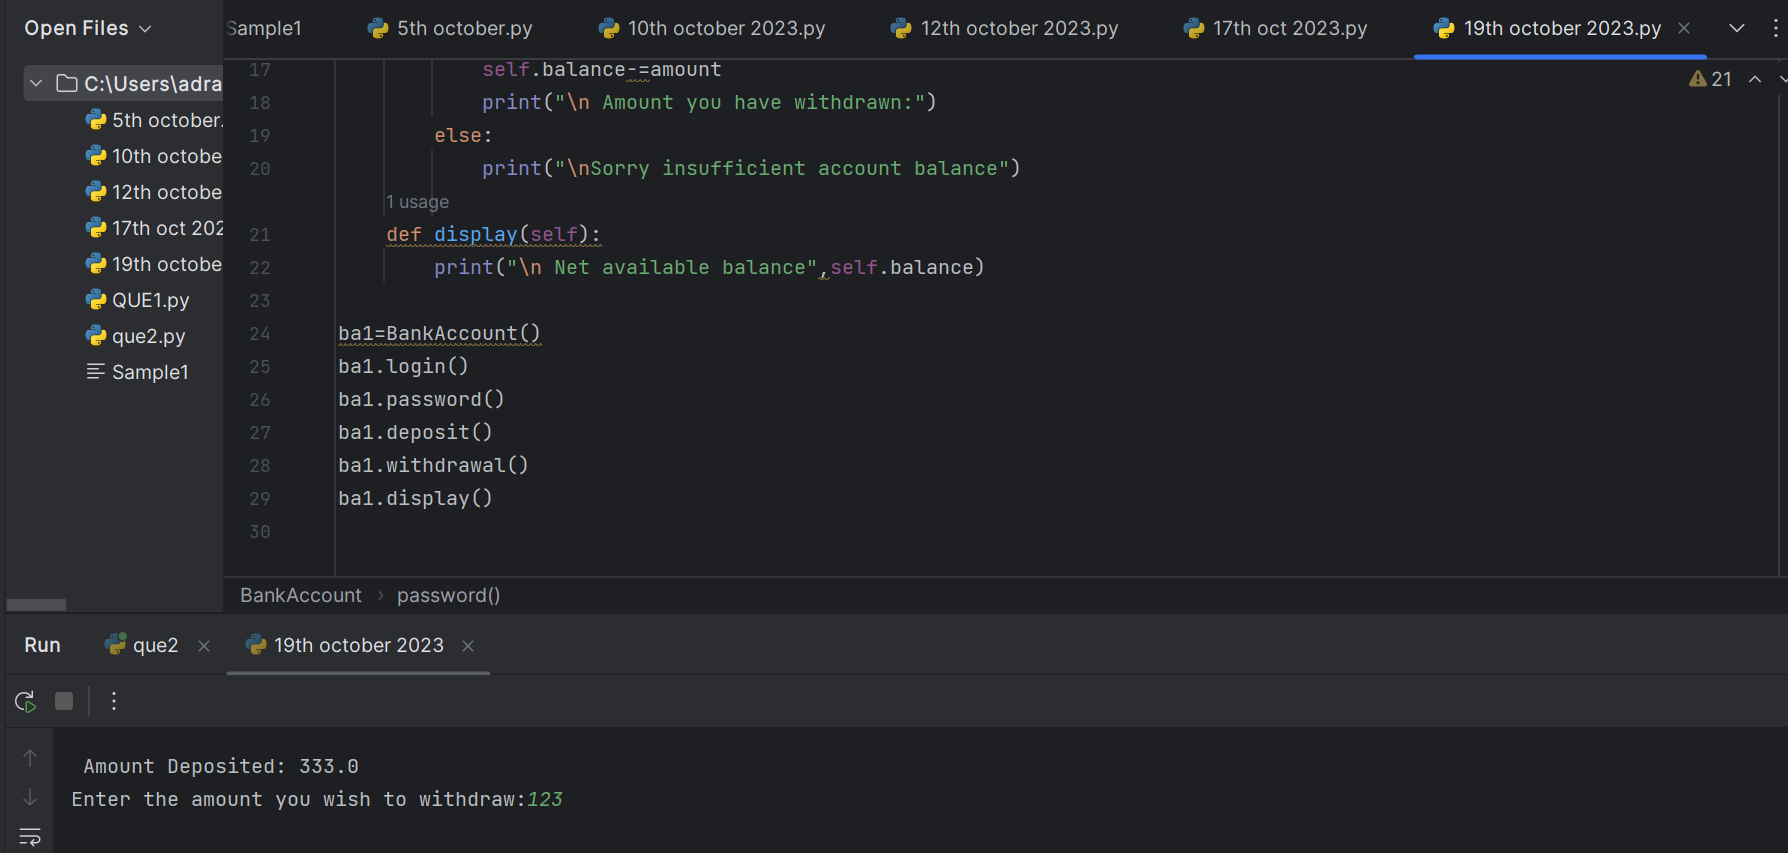 Open Files
Sample1
5th october.py
10th october 2023.py
12th october 2023.py
17th oct 2023.py
19th october 2023.py
C:\Users\adra
5th october.
10th octobe
12th octobe
17th oct 202
19th octobe
QUE1.py
que2.py
Sample1
21
17 self.balance-=amount
18 print("\n Amount you have withdrawn:")
19 else:
20 print("\nSorry insufficient account balance")
1 usage
21 def display(self):
22 print("\n Net available balance",self.balance)
23
24 ba1=BankAccount()
25 ba1.login()
26 ba1.password()
27 ba1.deposit()
28 ba1.withdrawal()
29 ba1.display()
30
BankAccount › password()
Run
que2
19th october 2023
Amount Deposited: 333.0
Enter the amount you wish to withdraw:123